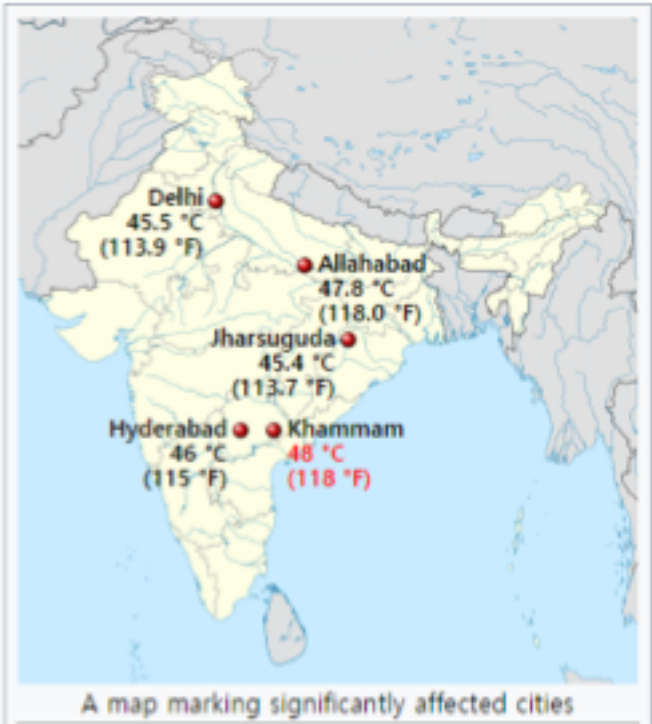 Delhi
45.5 °C
(113.9 °F)
Allahabad
47.8 °C
(118.0 °F)
Jharsuguda
45.4 °C
(113.7 °F)
Hyderabad
46 °C
(115 °F)
Khammam
48 °C
(118 °F)
A map marking significantly affected cities